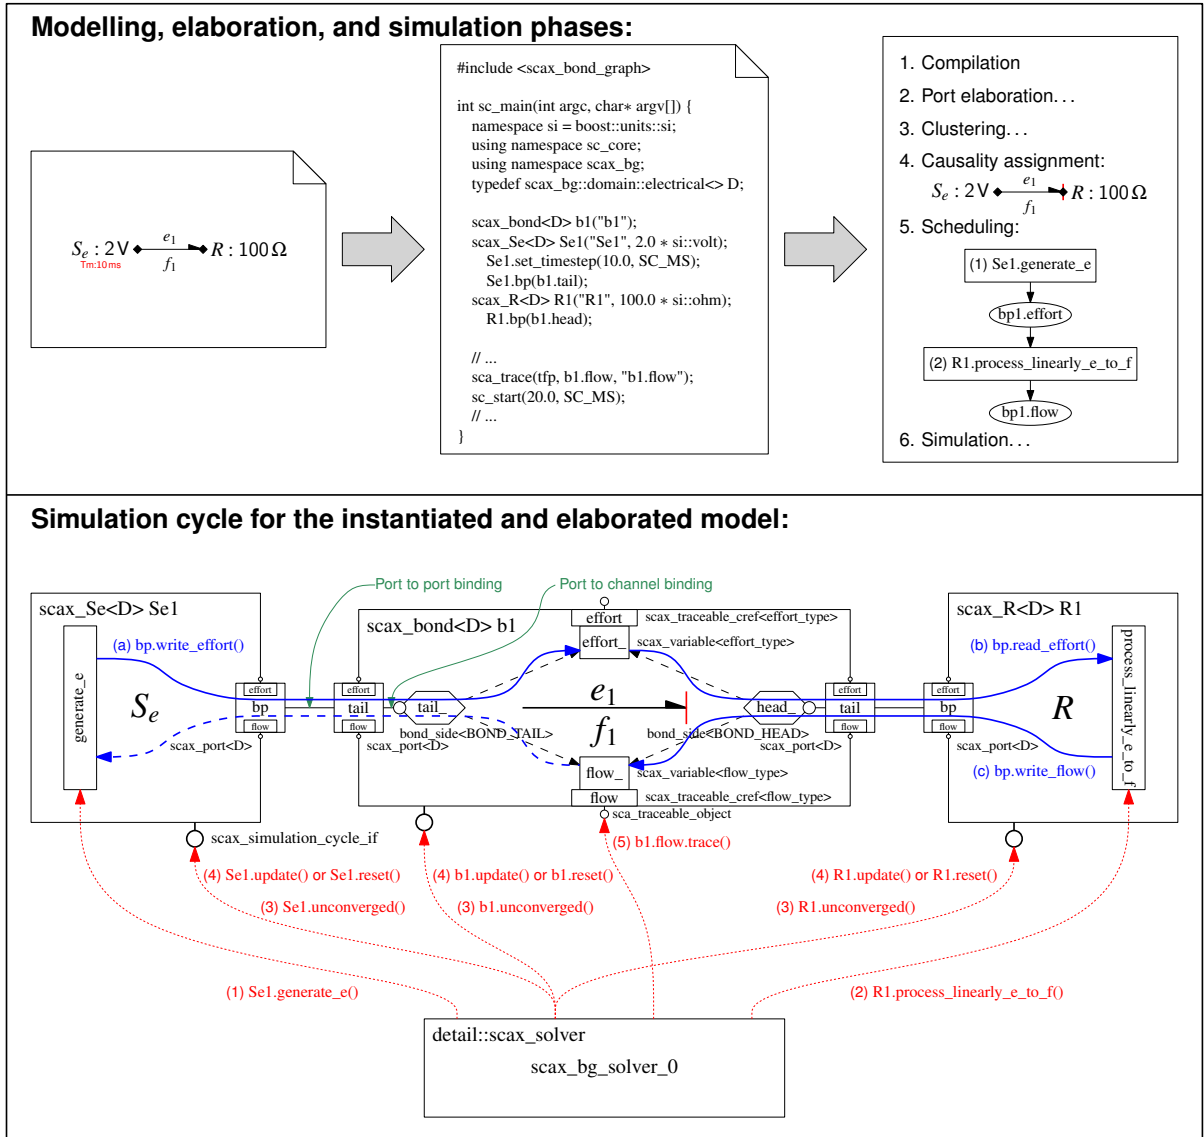 Modelling, elaboration, and simulation phases:
Se : 2 V
Tm:10ms
e1
f1
R : 100 Ω
#include <scax_bond_graph>
int sc_main(int argc, char* argv[]) {
namespace si = boost::units::si;
using namespace sc_core;
using namespace scax_bg;
typedef scax_bg::domain::electrical<> D;
scax_bond<D> b1("b1");
scax_Se<D> Se1("Se1", 2.0 * si::volt);
Se1.set_timestep(10.0, SC_MS);
Se1.bp(b1.tail);
scax_R<D> R1("R1", 100.0 * si::ohm);
R1.bp(b1.head);
// ...
sca_trace(tfp, b1.flow, "b1.flow");
sc_start(20.0, SC_MS);
// ...
}
1. Compilation
2. Port elaboration...
3. Clustering...
4. Causality assignment:
Se : 2 V
e1
f1
R : 100 Ω
5. Scheduling:
(1) Se1.generate_e
bp1.effort
(2) R1.process_linearly_e_to_f
bp1.flow
6. Simulation...
Simulation cycle for the instantiated and elaborated model:
Port to port binding
Port to channel binding
scax_Se<D> Se1
(a) bp.write_effort()
generate_e
Se
effort
bp
flow
scax_port<D>
scax_bond<D> b1
effort
tail
flow
scax_port<D>
tail_
bond_side<BOND_TAIL>
effort
scax_traceable_cref<effort_type>
effort_
scax_variable<effort_type>
e1
f1
head_
bond_side<BOND_HEAD>
flow_
scax_variable<flow_type>
flow
scax_traceable_cref<flow_type>
sca_traceable_object
effort
tail
flow
scax_port<D>
scax_R<D> R1
(b) bp.read_effort()
effort
bp
flow
scax_port<D>
R
process_linearly_e_to_f
(c) bp.write_flow()
scax_simulation_cycle_if
(5) b1.flow.trace()
(4) Se1.update() or Se1.reset()
(4) b1.update() or b1.reset()
(4) R1.update() or R1.reset()
(3) Se1.unconverged()
(3) b1.unconverged()
(3) R1.unconverged()
(1) Se1.generate_e()
(2) R1.process_linearly_e_to_f()
detail::scax_solver
scax_bg_solver_0